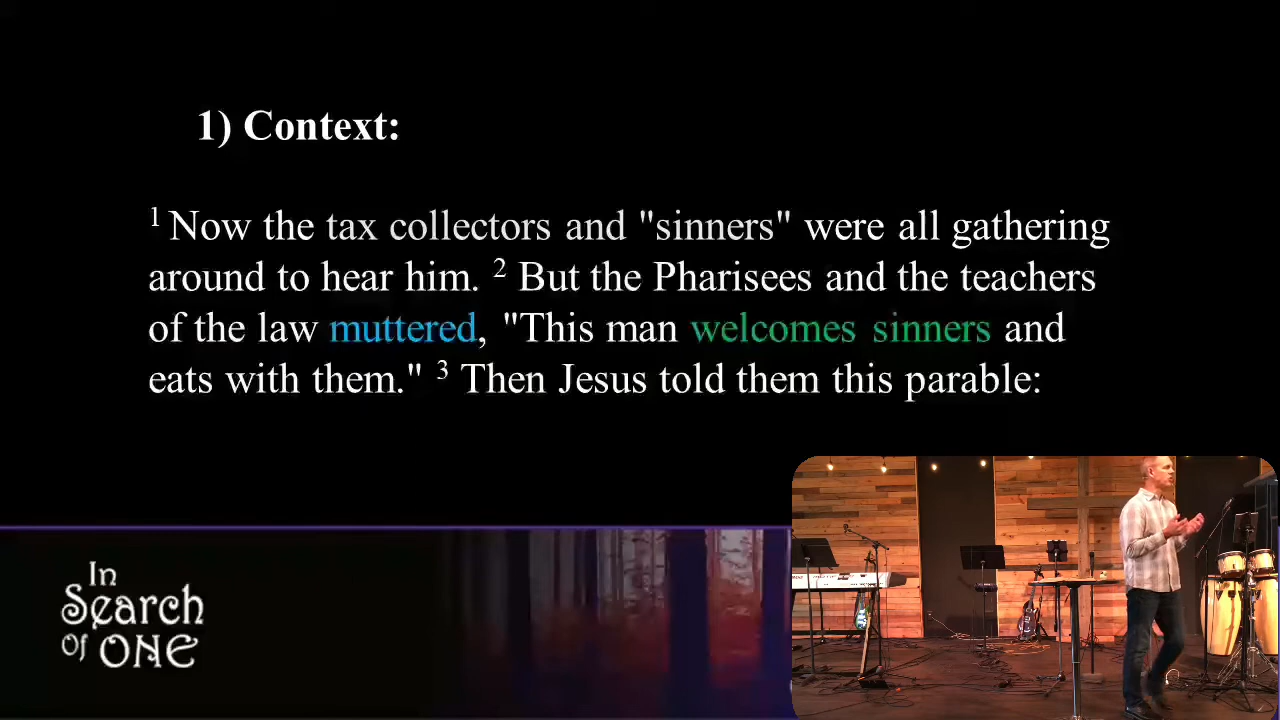 1) Context:
1 Now the tax collectors and "sinners" were all gathering
around to hear him. 2 But the Pharisees and the teachers
of the law muttered, "This man welcomes sinners and
eats with them." 3 Then Jesus told them this parable:
In
Search
Of ONE